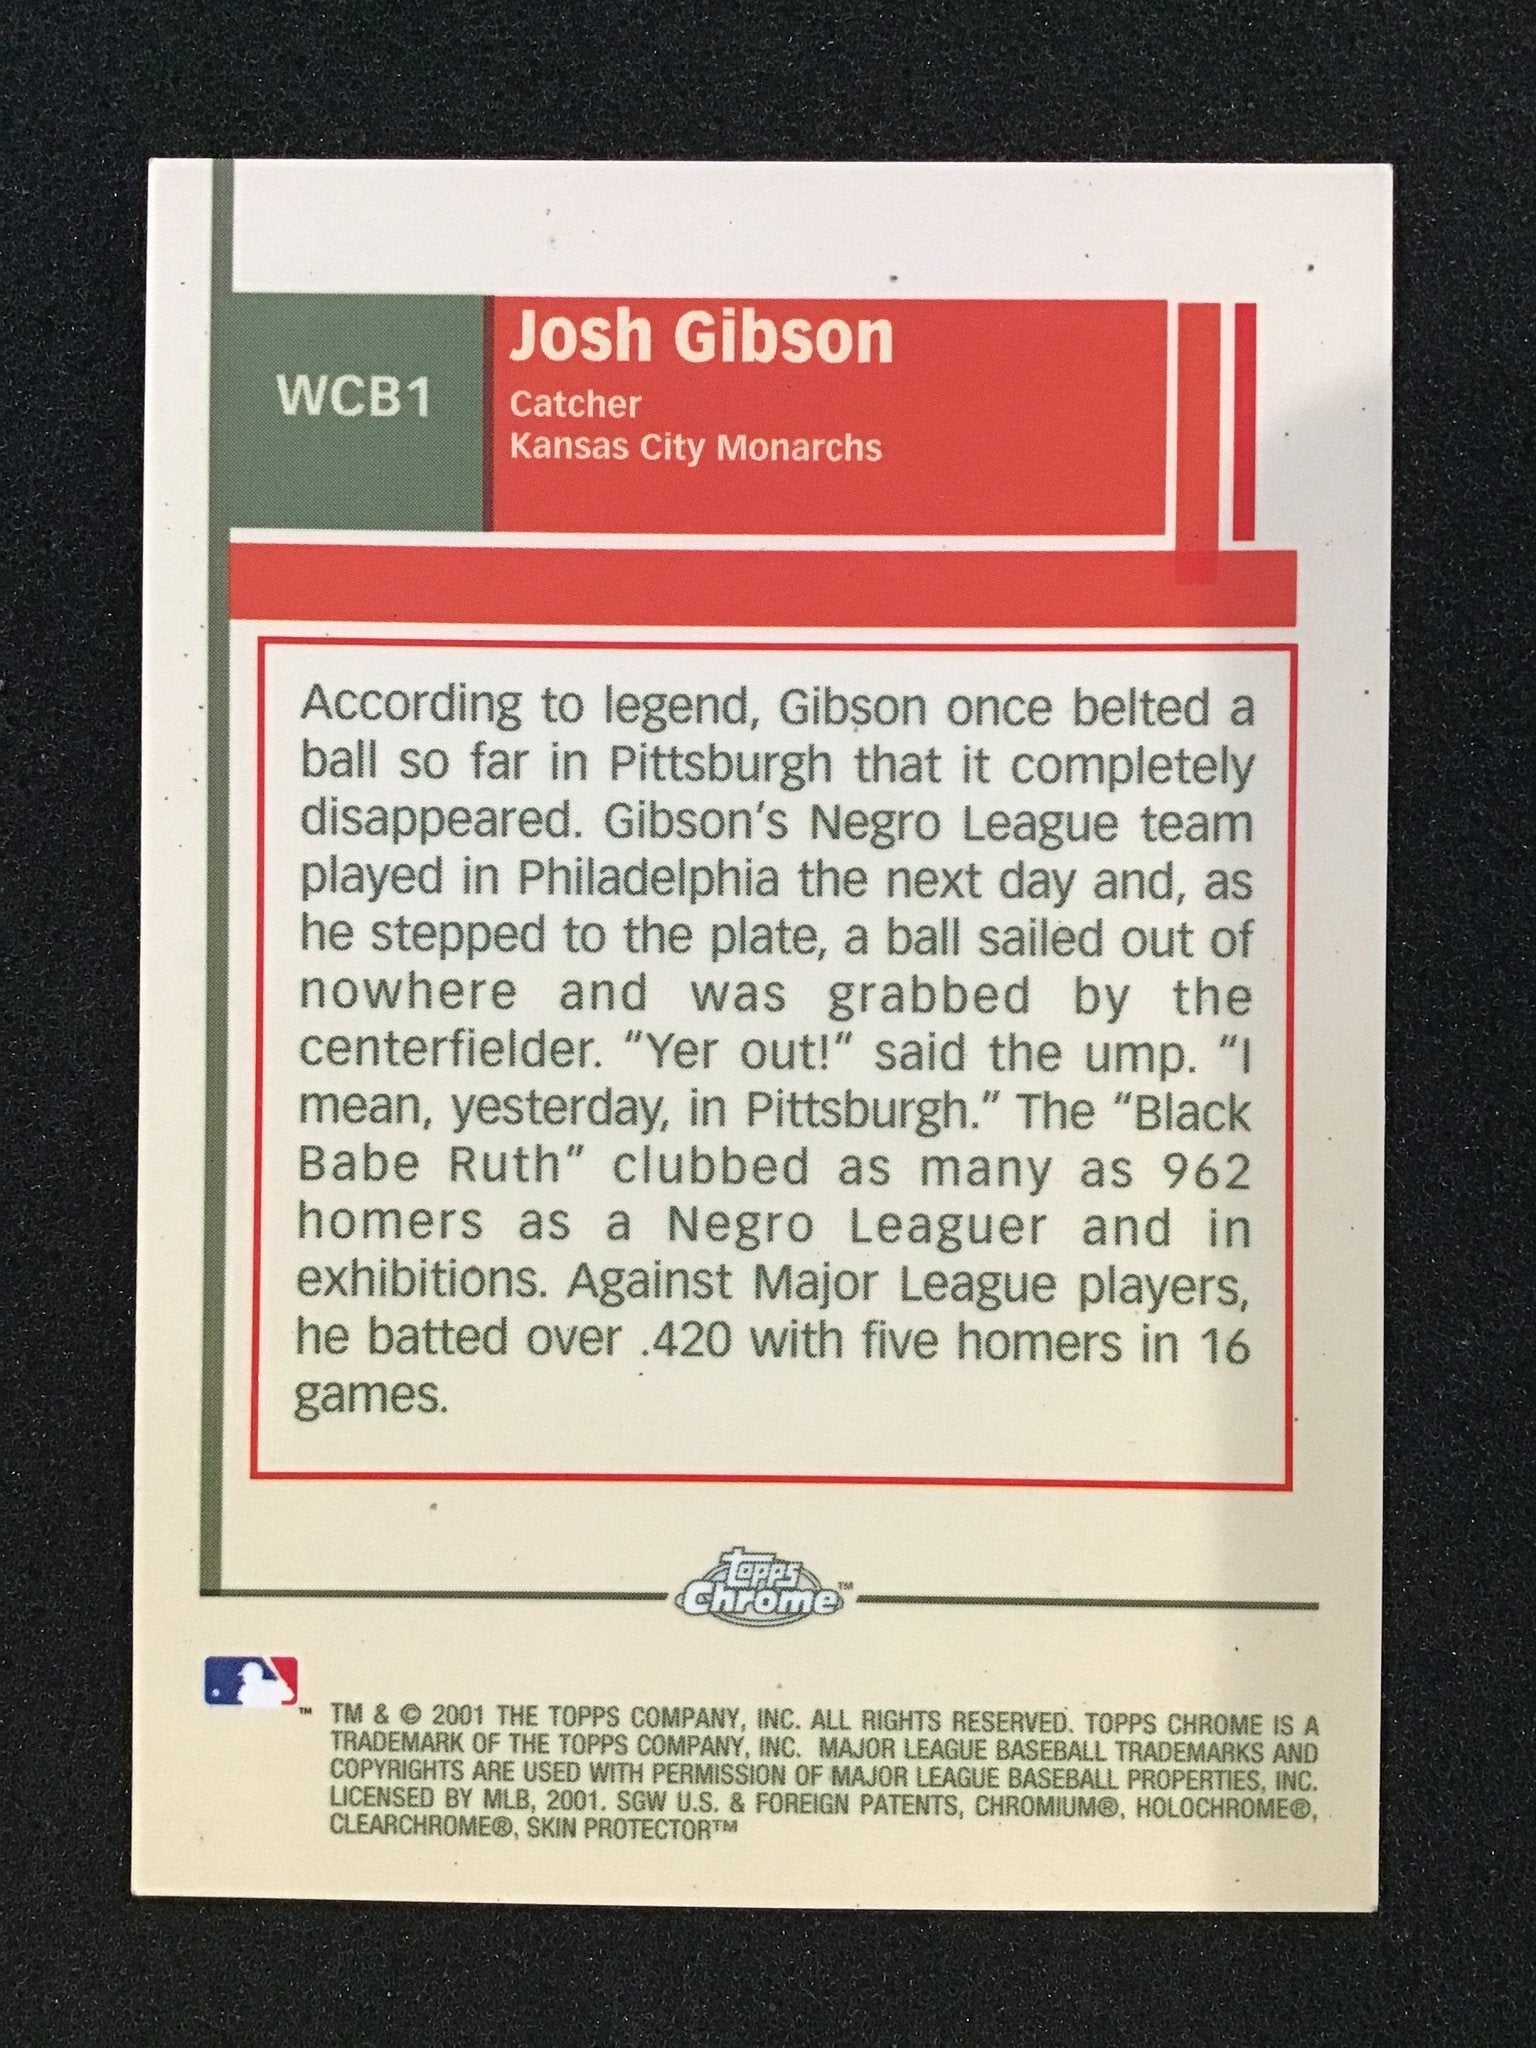 WCB1
Josh Gibson
Catcher
Kansas City Monarchs
According to legend, Gibson once belted a
ball so far in Pittsburgh that it completely
disappeared. Gibson's Negro League team
played in Philadelphia the next day and, as
he stepped to the plate, a ball sailed out of
nowhere and was grabbed by the
centerfielder. "Yer out!" said the ump. "I
mean, yesterday, in Pittsburgh." The "Black
Babe Ruth" clubbed as many as 962
homers as a Negro Leaguer and in
exhibitions. Against Major League players,
he batted over .420 with five homers in 16
games.
topps
Chrome™
™
TM & © 2001 THE TOPPS COMPANY, INC. ALL RIGHTS RESERVED. TOPPS CHROME IS A
TRADEMARK OF THE TOPPS COMPANY, INC. MAJOR LEAGUE BASEBALL TRADEMARKS AND
COPYRIGHTS ARE USED WITH PERMISSION OF MAJOR LEAGUE BASEBALL PROPERTIES, INC.
LICENSED BY MLB, 2001. SGW U.S. & FOREIGN PATENTS, CHROMIUM®, HOLOCHROME®,
CLEARCHROME®, SKIN PROTECTOR™